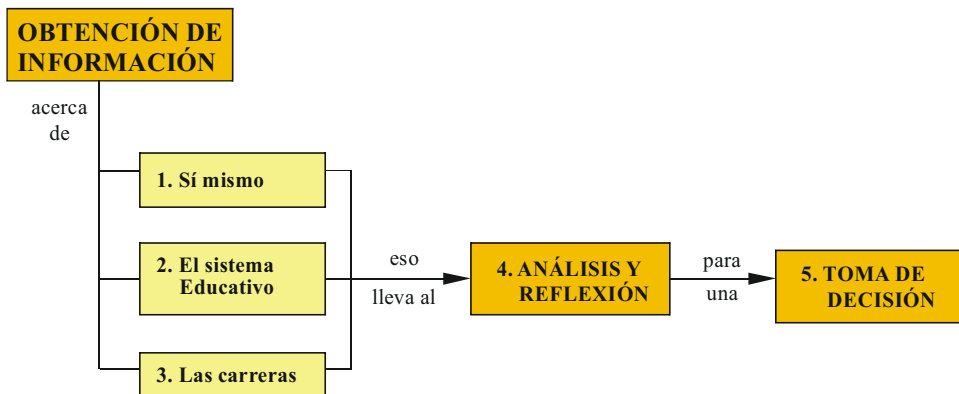 OBTENCIÓN DE
INFORMACIÓN
acerca
de
1. Sí mismo
2. El sistema
Educativo
3. Las carreras
eso
lleva al
4. ANÁLISIS Y
REFLEXIÓN
para
una
5. TOMA DE
DECISIÓN